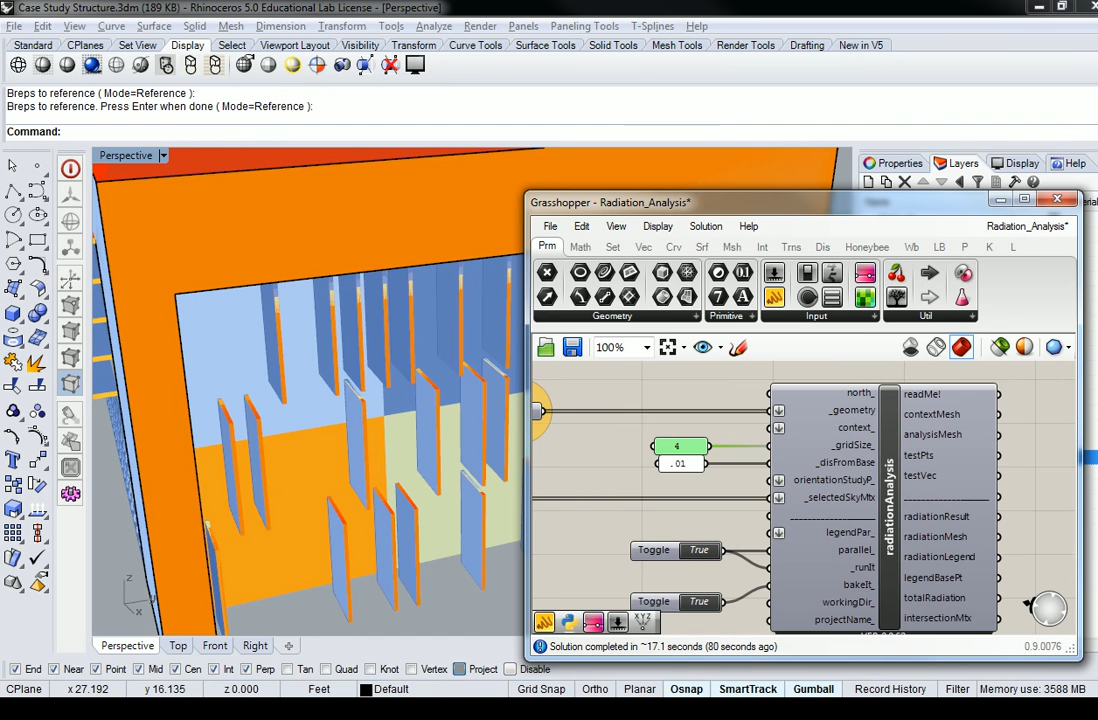 Case Study Structure.3dm (189 KB) - Rhinoceros 5.0 Educational Lab License - [Perspective]
File Edit View Curve Surface Solid Mesh Dimension Transform Tools Analyze Render Panels Paneling Tools T-Splines Help
Standard CPlanes Set View Display Select Viewport Layout Visibility Transform Curve Tools Surface Tools Solid Tools Mesh Tools Render Tools Drafting New in V5
Breps to reference ( Mode=Reference ):
Breps to reference. Press Enter when done ( Mode=Reference ):
Command:
Perspective
Properties Layers Display Help
Grasshopper - Radiation_Analysis*
File Edit View Display Solution Help Radiation_Analysis*
Prm Math Set Vec Crv Srf Msh Int Trns Dis Honeybee Wb LB P K L
Geometry Primitive Input Util
100%
north_ readMe!
_geometry contextMesh
context_
4 _gridSize_ analysisMesh
.01 _disFromBase testPts
orientationStudyP_ testVec
_selectedSkyMtx
legendPar_ radiationResult
radiationMesh
Toggle True parallel_ radiationLegend
_runIt
bakeIt_ legendBasePt
Toggle True workingDir_ totalRadiation
projectName_ intersectionMtx
radiationAnalysis
XYZ
Solution completed in ~17.1 seconds (80 seconds ago) 0.9.0076
z
x
Perspective Top Front Right
End Near Point Mid Cen Int Perp Tan Quad Knot Vertex Project Disable
CPlane x 27.192 y 16.135 z 0.000 Feet Default Grid Snap Ortho Planar Osnap SmartTrack Gumball Record History Filter Memory use: 3588 MB